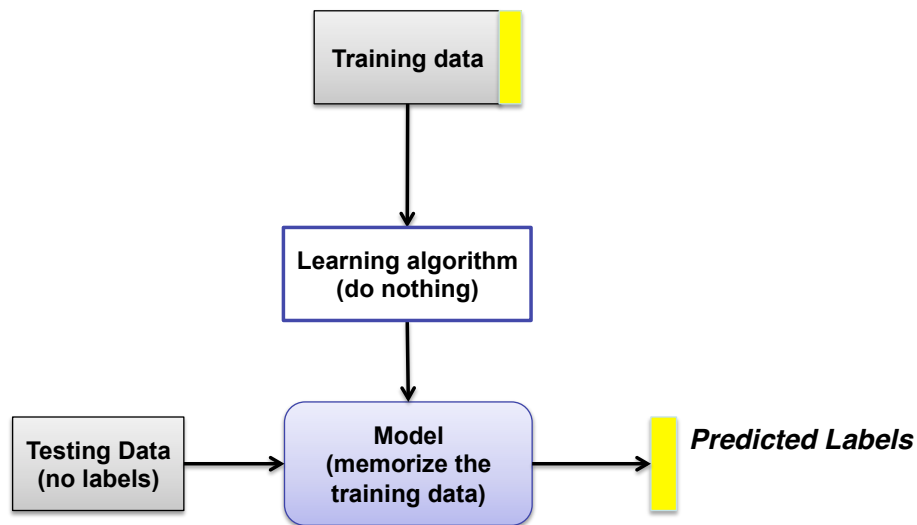 Training data
Learning algorithm
(do nothing)
Testing Data
(no labels)
Model
(memorize the
training data)
Predicted Labels